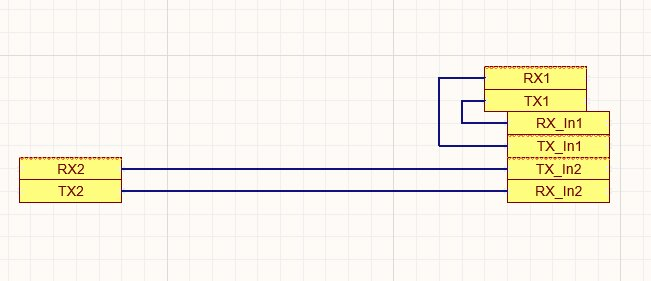 RX1
TX1
RX_In1
TX_In1
RX2
TX_In2
TX2
RX_In2